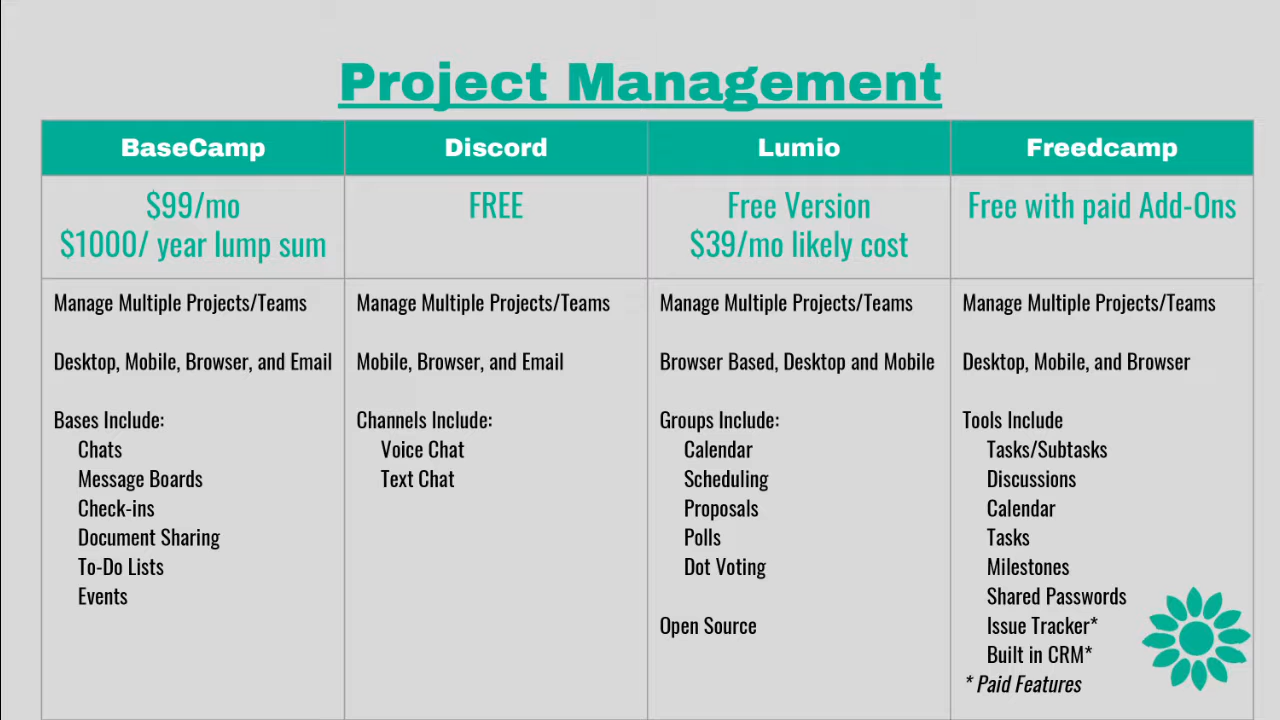 Project Management
BaseCamp
Discord
Lumio
Freedcamp
$99/mo
$1000/ year lump sum
FREE
Free Version
$39/mo likely cost
Free with paid Add-Ons
Manage Multiple Projects/Teams
Desktop, Mobile, Browser, and Email
Bases Include:
Chats
Message Boards
Check-ins
Document Sharing
To-Do Lists
Events
Manage Multiple Projects/Teams
Mobile, Browser, and Email
Channels Include:
Voice Chat
Text Chat
Manage Multiple Projects/Teams
Browser Based, Desktop and Mobile
Groups Include:
Calendar
Scheduling
Proposals
Polls
Dot Voting
Open Source
Manage Multiple Projects/Teams
Desktop, Mobile, and Browser
Tools Include
Tasks/Subtasks
Discussions
Calendar
Tasks
Milestones
Shared Passwords
Issue Tracker*
Built in CRM*
* Paid Features